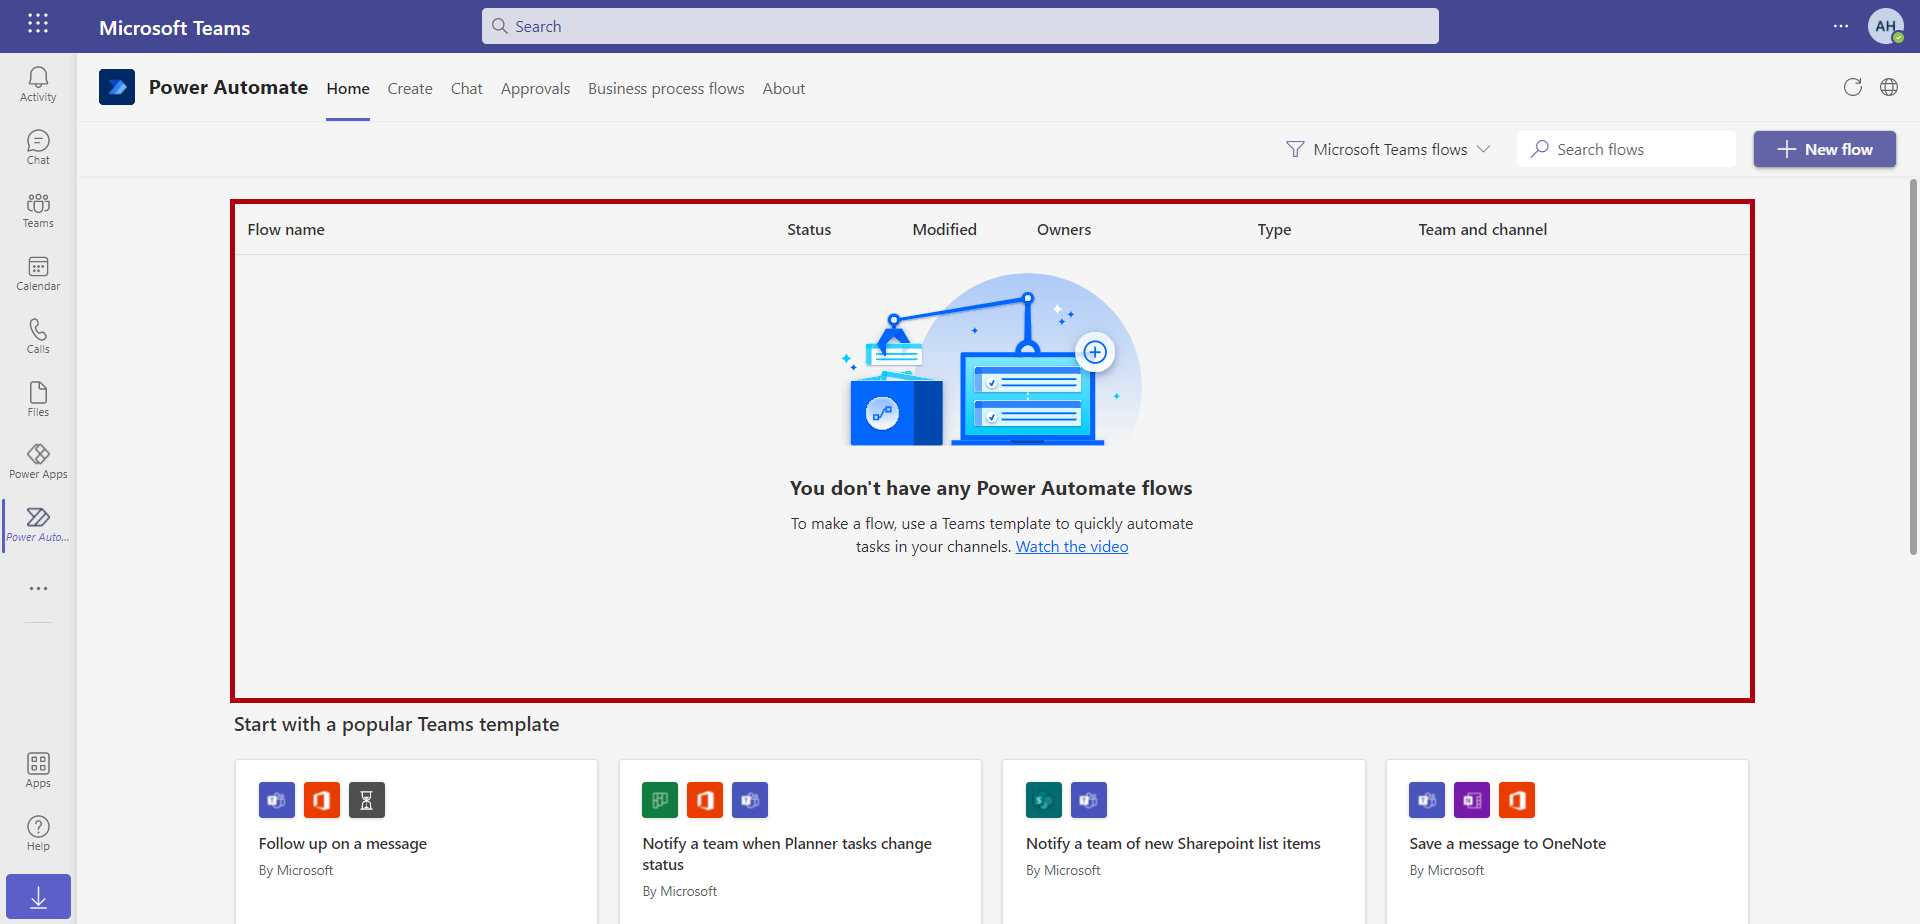 Microsoft Teams
Search
AH
Activity
Chat
Teams
Calendar
Calls
Files
Power Apps
Power Auto...
Apps
Help
Power Automate
Home
Create
Chat
Approvals
Business process flows
About
Microsoft Teams flows
Search flows
New flow
Flow name
Status
Modified
Owners
Type
Team and channel
You don't have any Power Automate flows
To make a flow, use a Teams template to quickly automate
tasks in your channels. Watch the video
Start with a popular Teams template
Follow up on a message
By Microsoft
Notify a team when Planner tasks change
status
By Microsoft
Notify a team of new Sharepoint list items
By Microsoft
Save a message to OneNote
By Microsoft